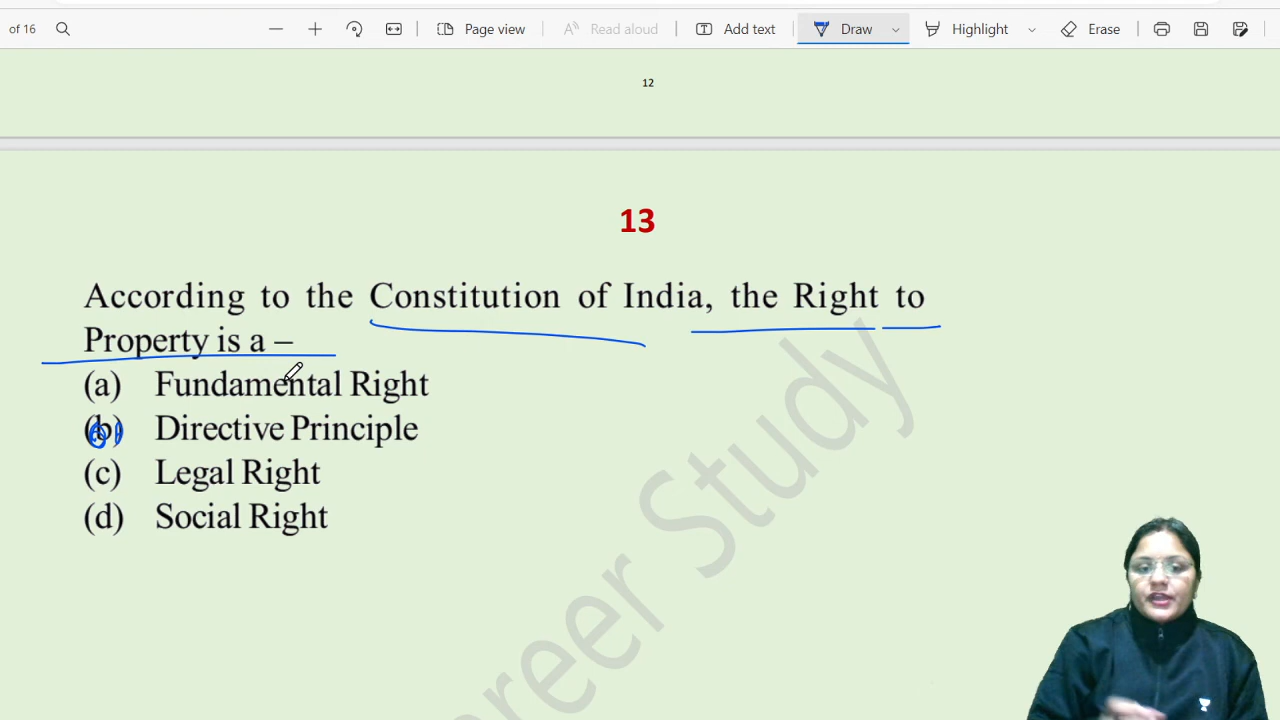 of 16
Page view
Read aloud
Add text
Draw
Highlight
Erase
12
13
According to the Constitution of India, the Right to
Property is a –
(a) Fundamental Right
(b) Directive Principle
(c) Legal Right
(d) Social Right
Career Study